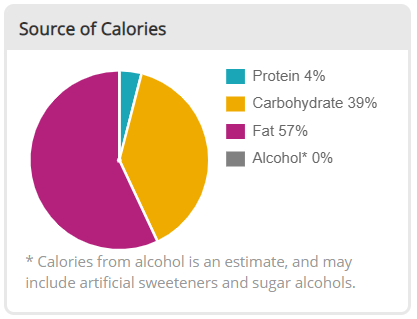 Source of Calories
Protein 4%
Carbohydrate 39%
Fat 57%
Alcohol* 0%
* Calories from alcohol is an estimate, and may
include artificial sweeteners and sugar alcohols.